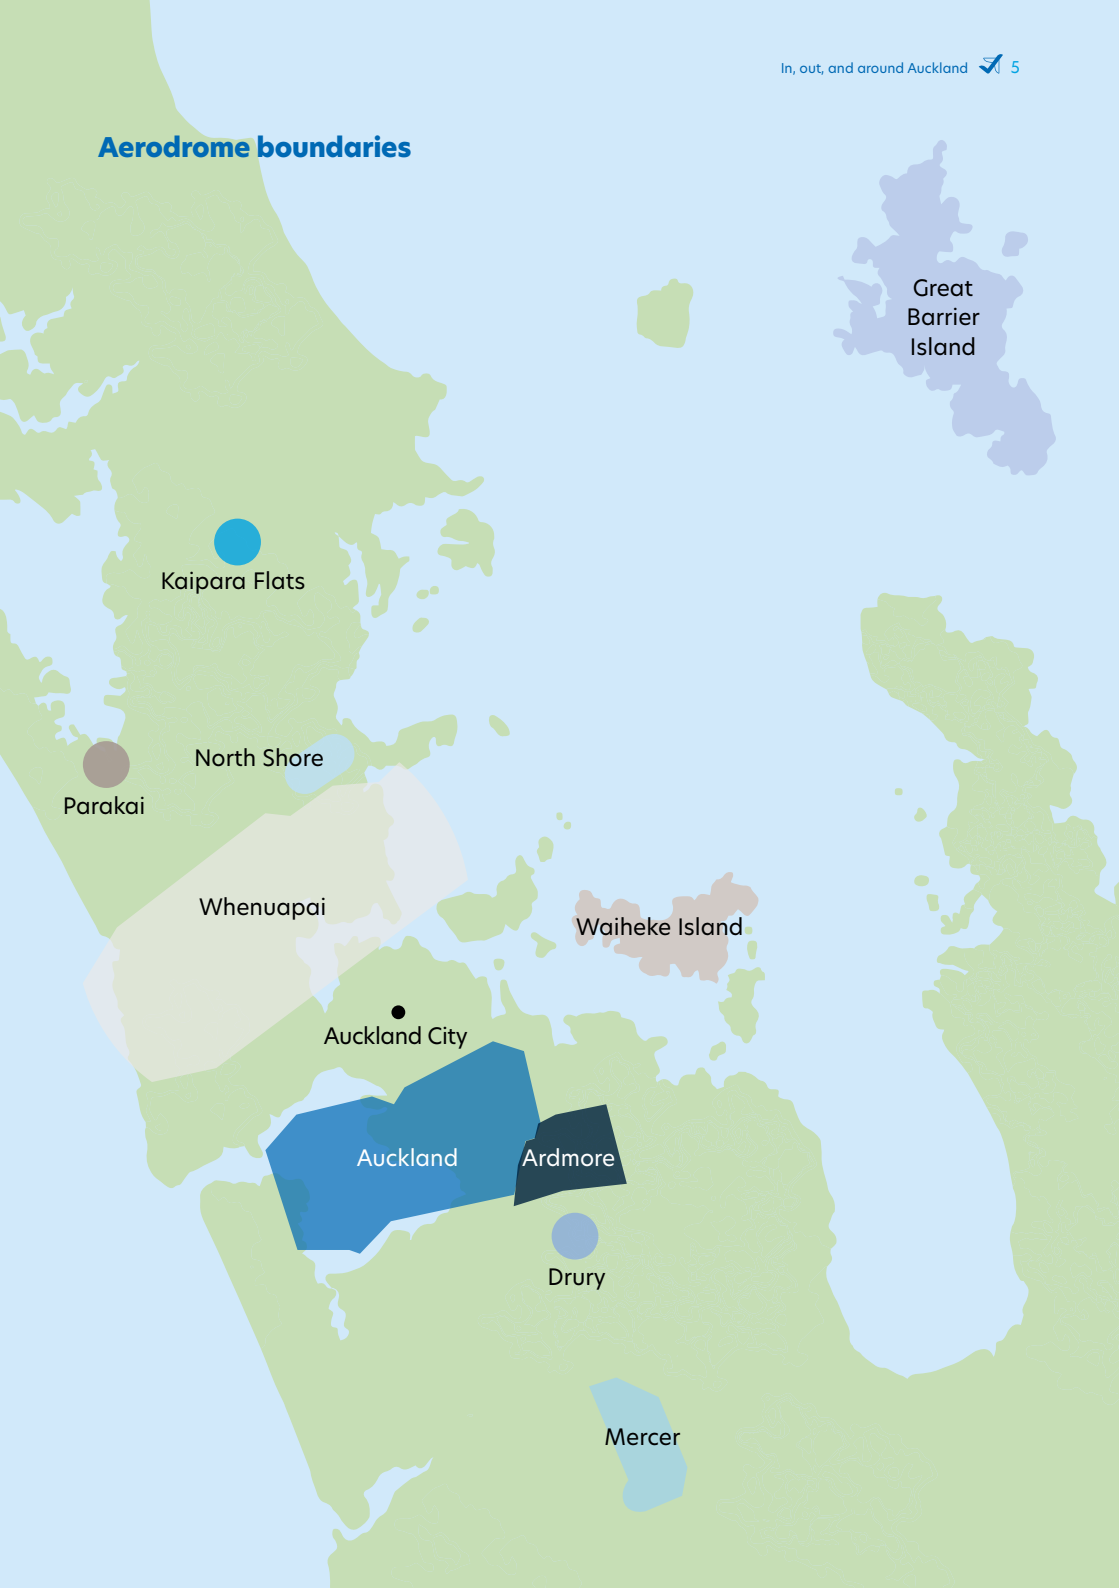 In, out, and around Auckland 5
Aerodrome boundaries
Great
Barrier
Island
Kaipara Flats
North Shore
Parakai
Whenuapai
Waiheke Island
Auckland City
Auckland
Ardmore
Drury
Mercer